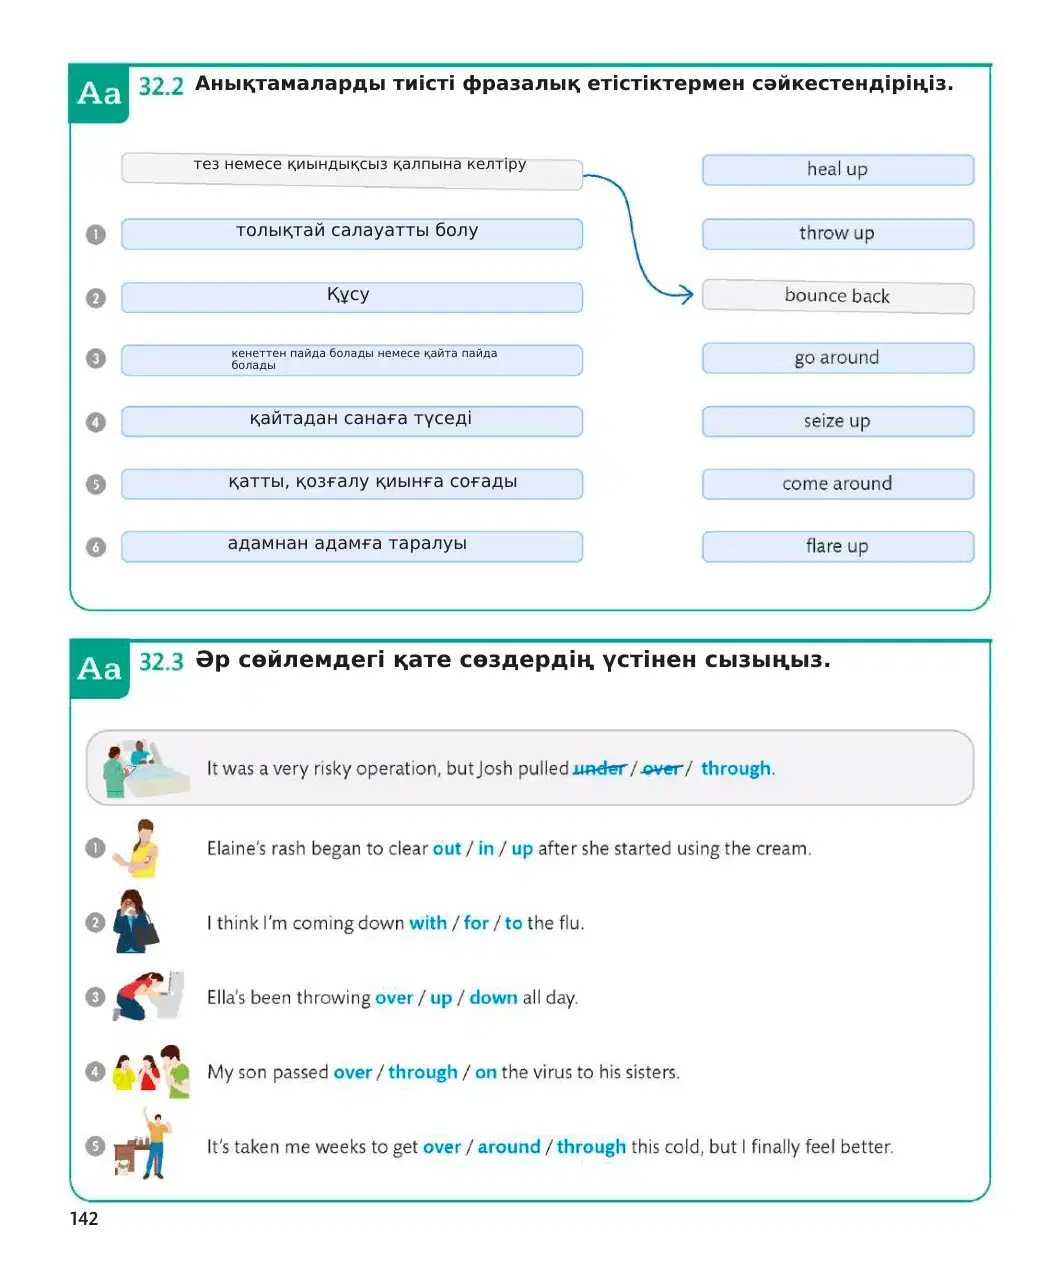 Aa 32.2 Анықтамаларды тиісті фразалық етістіктермен сәйкестендіріңіз.
тез немесе қиындықсыз қалпына келтіру
heal up
1 толықтай салауатты болу
throw up
2 Құсу
bounce back
3 кенеттен пайда болады немесе қайта пайда
болады
go around
4 қайтадан санаға түседі
seize up
5 қатты, қозғалу қиынға соғады
come around
6 адамнан адамға таралуы
flare up
Aa 32.3 Әр сөйлемдегі қате сөздердің үстінен сызыңыз.
It was a very risky operation, but Josh pulled under / over / through.
1 Elaine's rash began to clear out / in / up after she started using the cream.
2 I think I'm coming down with / for / to the flu.
3 Ella's been throwing over / up / down all day.
4 My son passed over / through / on the virus to his sisters.
5 It's taken me weeks to get over / around / through this cold, but I finally feel better.
142